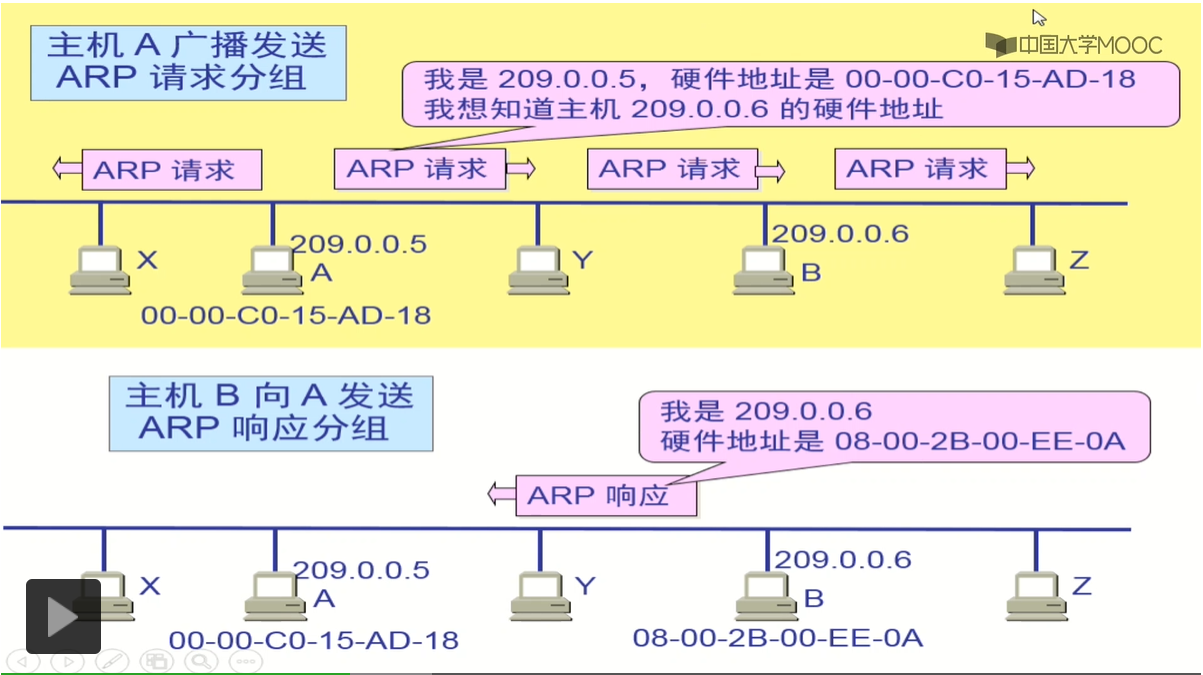 中国大学MOOC
主机 A 广播发送
ARP 请求分组
我是 209.0.0.5，硬件地址是 00-00-C0-15-AD-18
我想知道主机 209.0.0.6 的硬件地址
ARP 请求
ARP 请求
ARP 请求
ARP 请求
209.0.0.5
209.0.0.6
X
A
Y
B
Z
00-00-C0-15-AD-18
主机 B 向 A 发送
ARP 响应分组
我是 209.0.0.6
硬件地址是 08-00-2B-00-EE-0A
ARP 响应
209.0.0.5
209.0.0.6
X
A
Y
B
Z
00-00-C0-15-AD-18
08-00-2B-00-EE-0A